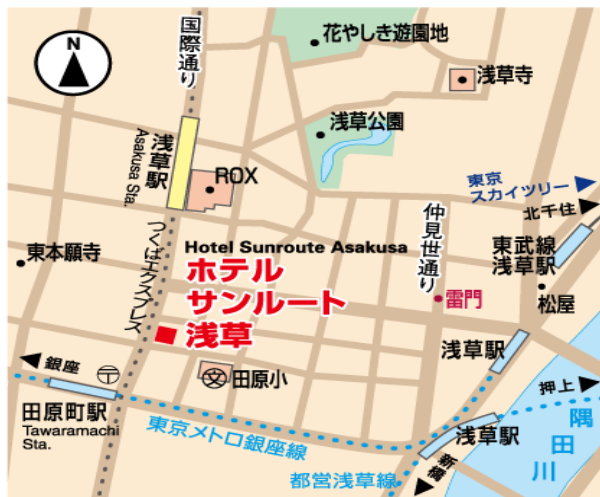 N
国際通り
花やしき遊園地
浅草寺
浅草公園
浅草駅
Asakusa Sta.
ROX
東京
スカイツリー
北千住
仲見世通り
東武線
浅草駅
つくばエクスプレス
東本願寺
Hotel Sunroute Asakusa
ホテル
サンルート
浅草
雷門
松屋
浅草駅
銀座
〒
文
田原小
押上
田原町駅
Tawaramachi
Sta.
東京メトロ銀座線
浅草駅
隅田川
新橋
都営浅草線